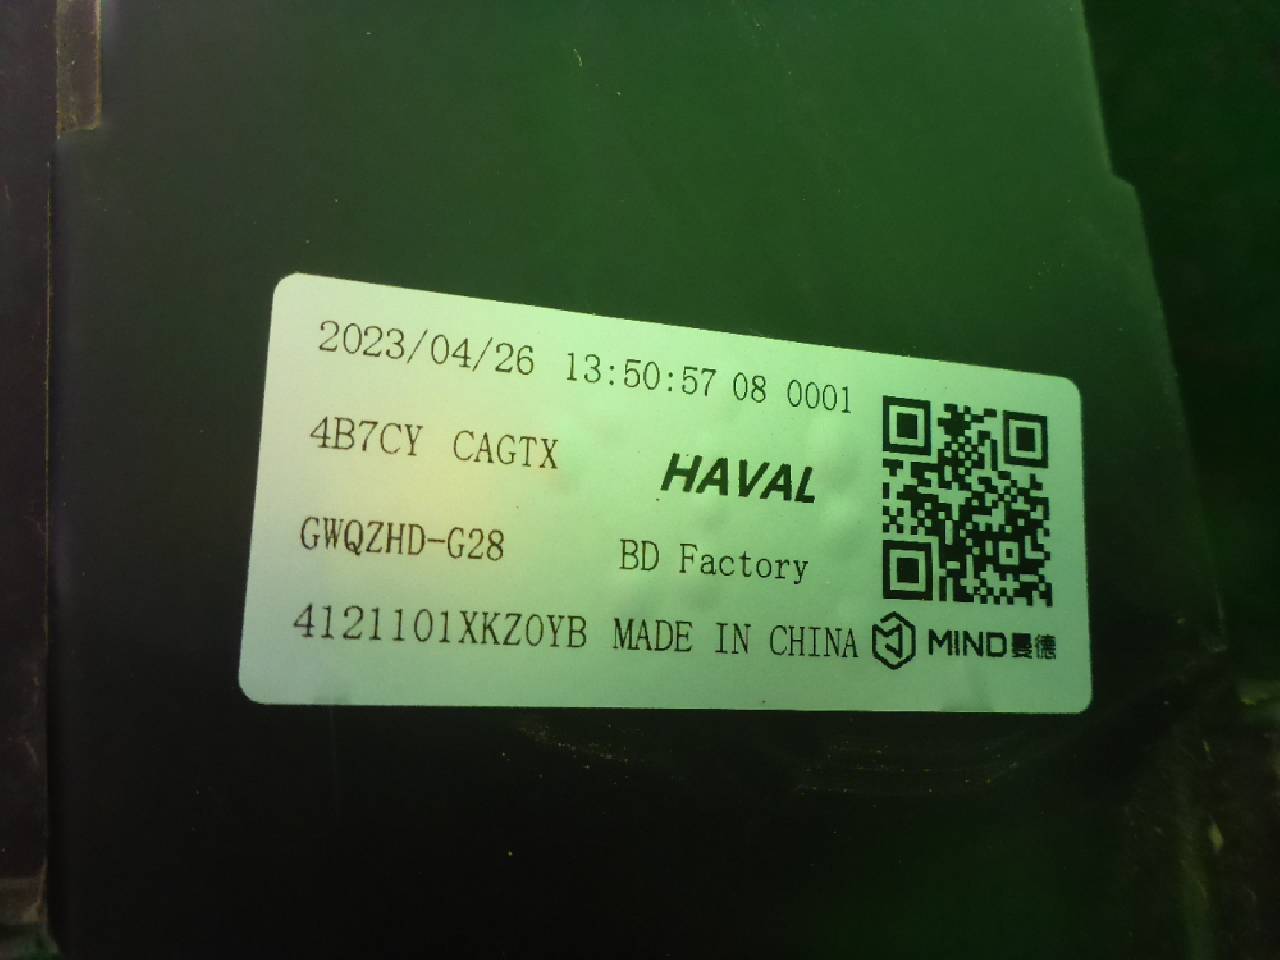 2023/04/26 13:50:57 08 0001
4B7CY CAGTX
HAVAL
GWQZHD-G28
BD Factory
4121101XKZ0YB MADE IN CHINA
MIND曼德